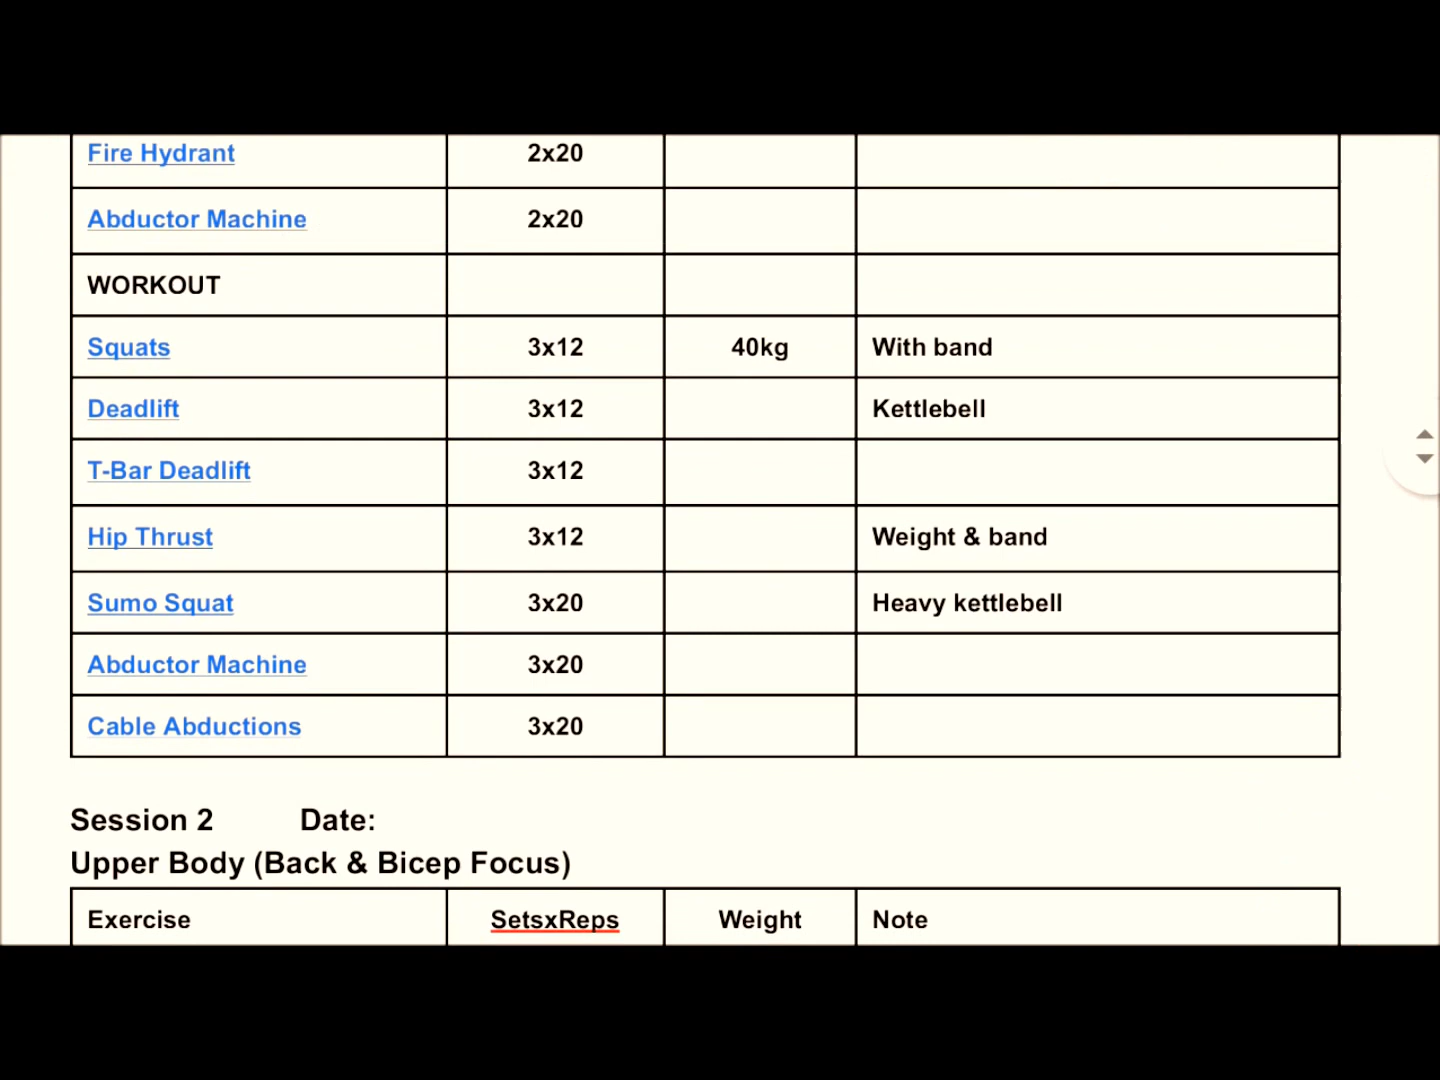 Fire Hydrant 2x20
Abductor Machine 2x20
WORKOUT
Squats 3x12 40kg With band
Deadlift 3x12 Kettlebell
T-Bar Deadlift 3x12
Hip Thrust 3x12 Weight & band
Sumo Squat 3x20 Heavy kettlebell
Abductor Machine 3x20
Cable Abductions 3x20
Session 2 Date:
Upper Body (Back & Bicep Focus)
Exercise SetsxReps Weight Note